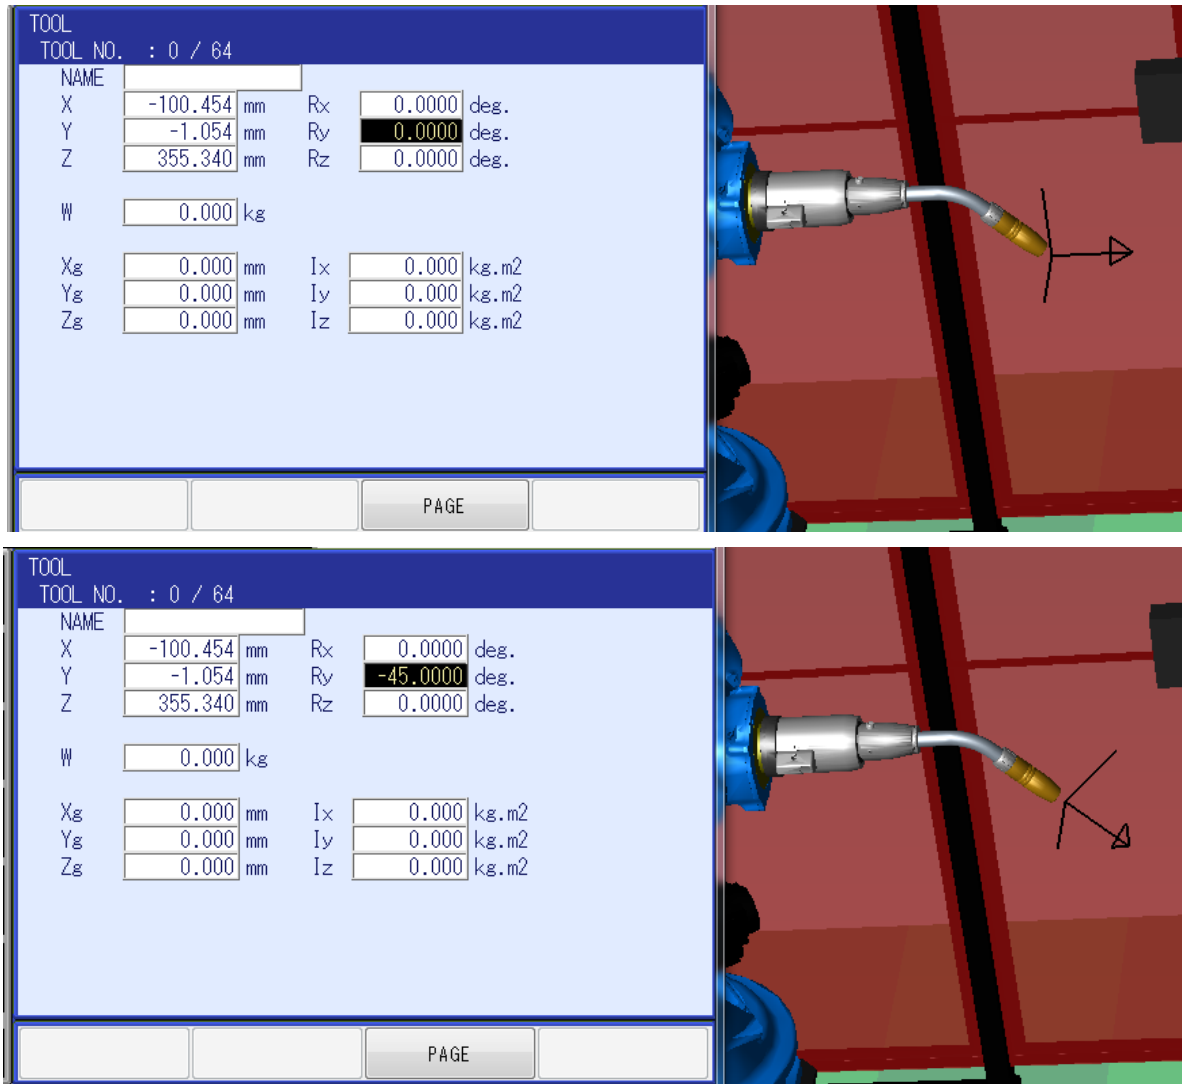 TOOL
TOOL NO. : 0 / 64
NAME
X -100.454 mm Rx 0.0000 deg.
Y -1.054 mm Ry 0.0000 deg.
Z 355.340 mm Rz 0.0000 deg.
W 0.000 kg
Xg 0.000 mm Ix 0.000 kg.m2
Yg 0.000 mm Iy 0.000 kg.m2
Zg 0.000 mm Iz 0.000 kg.m2
PAGE
TOOL
TOOL NO. : 0 / 64
NAME
X -100.454 mm Rx 0.0000 deg.
Y -1.054 mm Ry -45.0000 deg.
Z 355.340 mm Rz 0.0000 deg.
W 0.000 kg
Xg 0.000 mm Ix 0.000 kg.m2
Yg 0.000 mm Iy 0.000 kg.m2
Zg 0.000 mm Iz 0.000 kg.m2
PAGE